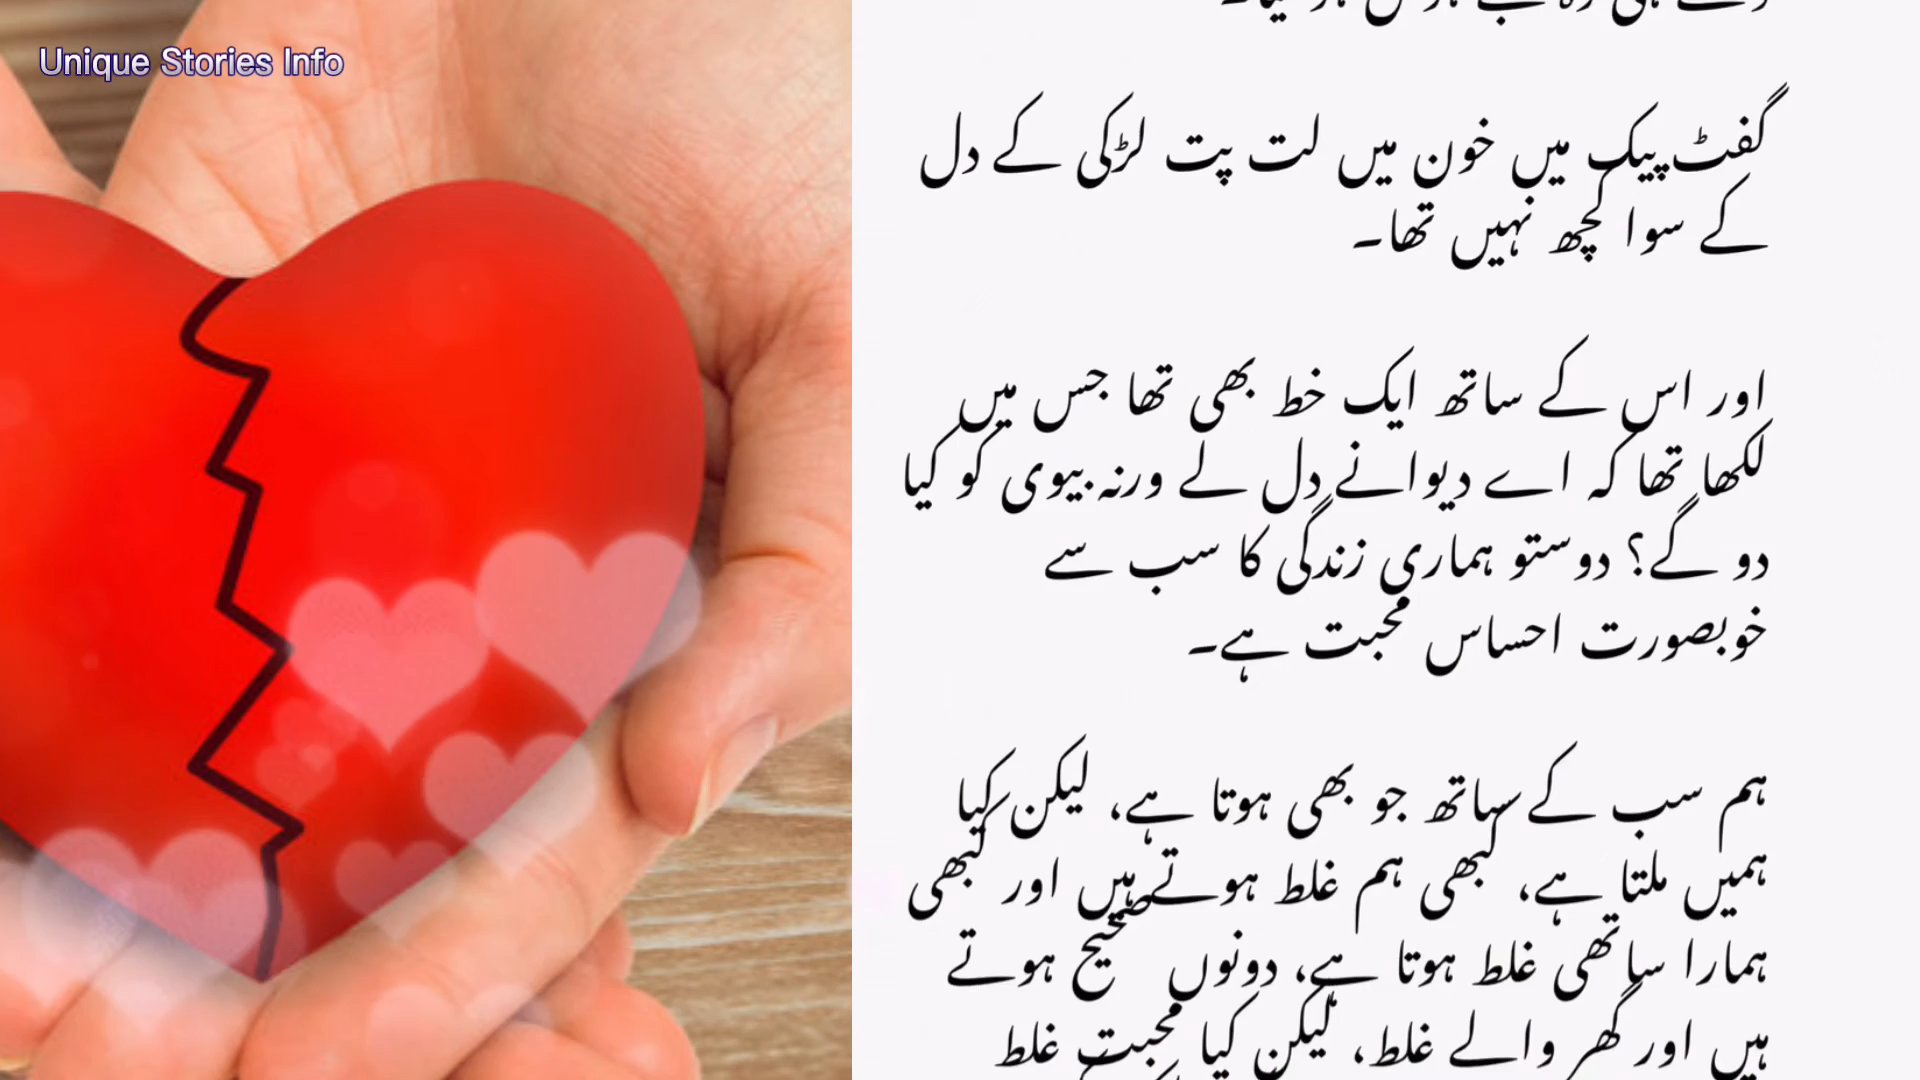 Unique Stories Info
گفٹ پیک میں خون میں لت پت لڑکی کے دل
کے سوا کچھ نہیں تھا۔
اور اس کے ساتھ ایک خط بھی تھا جس میں
لکھا تھا کہ اے دیوانے دل لے ورنہ بیوی کو کیا
دو گے؟ دوستو ہماری زندگی کا سب سے
خوبصورت احساس محبت ہے۔
ہم سب کے ساتھ جو بھی ہوتا ہے، لیکن کیا
ہمیں ملتا ہے، کبھی ہم غلط ہوتے ہیں اور کبھی
ہمارا ساتھی غلط ہوتا ہے، دونوں صحیح ہوتے
ہیں اور گھر والے غلط، لیکن کیا محبت غلط